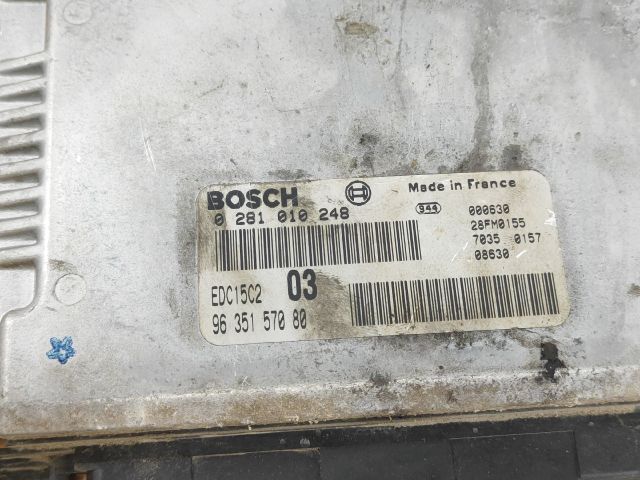 BOSCH Made in France
0 281 010 248 944 000630
28FM0155
7035 0157
08630
EDC15C2 03
96 351 570 80